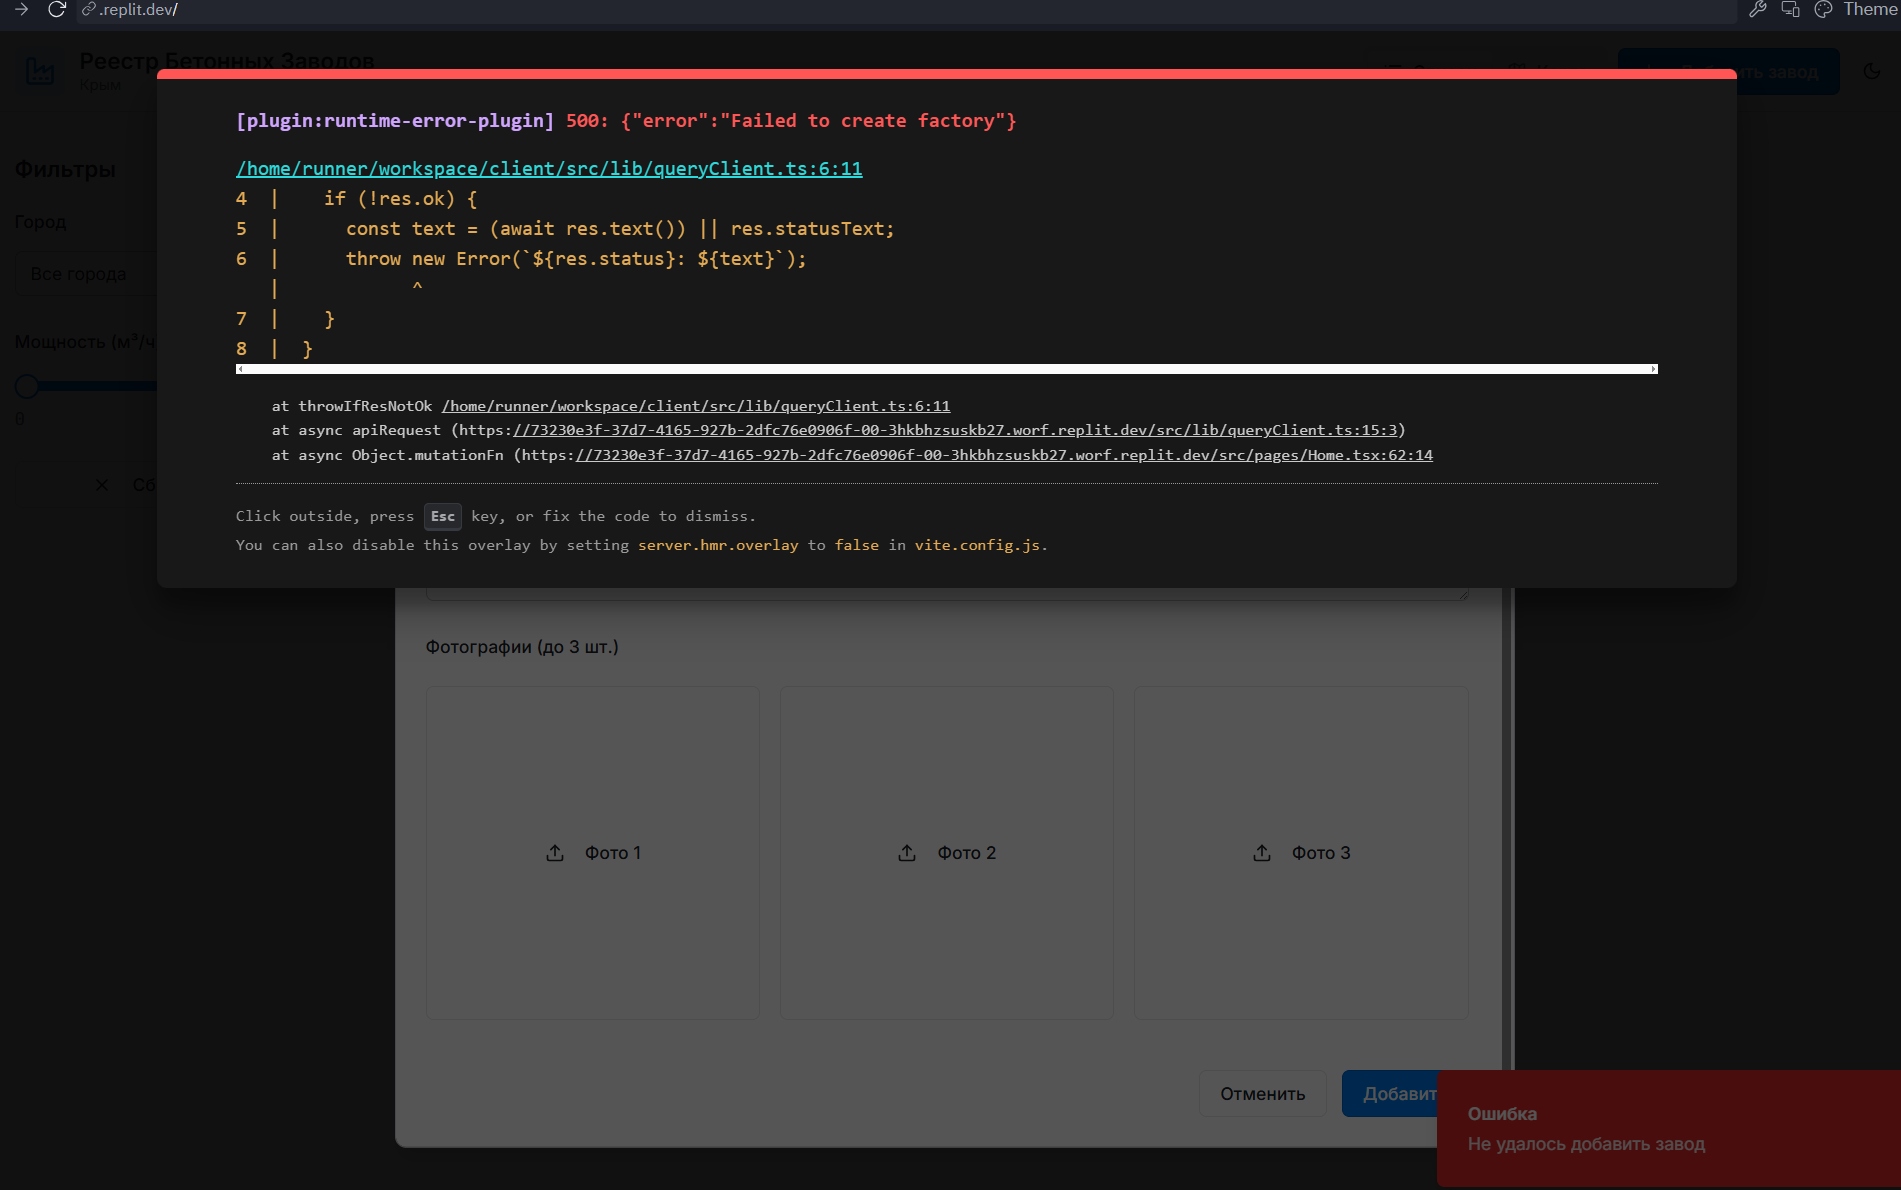 .replit.dev/
Theme
Реестр Бетонных Заводов
Крым
ть завод
[plugin:runtime-error-plugin] 500: {"error":"Failed to create factory"}
/home/runner/workspace/client/src/lib/queryClient.ts:6:11
4 | if (!res.ok) {
5 | const text = (await res.text()) || res.statusText;
6 | throw new Error(`${res.status}: ${text}`);
| ^
7 | }
8 | }
at throwIfResNotOk /home/runner/workspace/client/src/lib/queryClient.ts:6:11
at async apiRequest (https://73230e3f-37d7-4165-927b-2dfc76e0906f-00-3hkbhzsuskb27.worf.replit.dev/src/lib/queryClient.ts:15:3)
at async Object.mutationFn (https://73230e3f-37d7-4165-927b-2dfc76e0906f-00-3hkbhzsuskb27.worf.replit.dev/src/pages/Home.tsx:62:14
Click outside, press Esc key, or fix the code to dismiss.
You can also disable this overlay by setting server.hmr.overlay to false in vite.config.js.
Фильтры
Город
Все города
Мощность (м³/ч
0
Сб
Фотографии (до 3 шт.)
Фото 1
Фото 2
Фото 3
Отменить
Добавит
Ошибка
Не удалось добавить завод